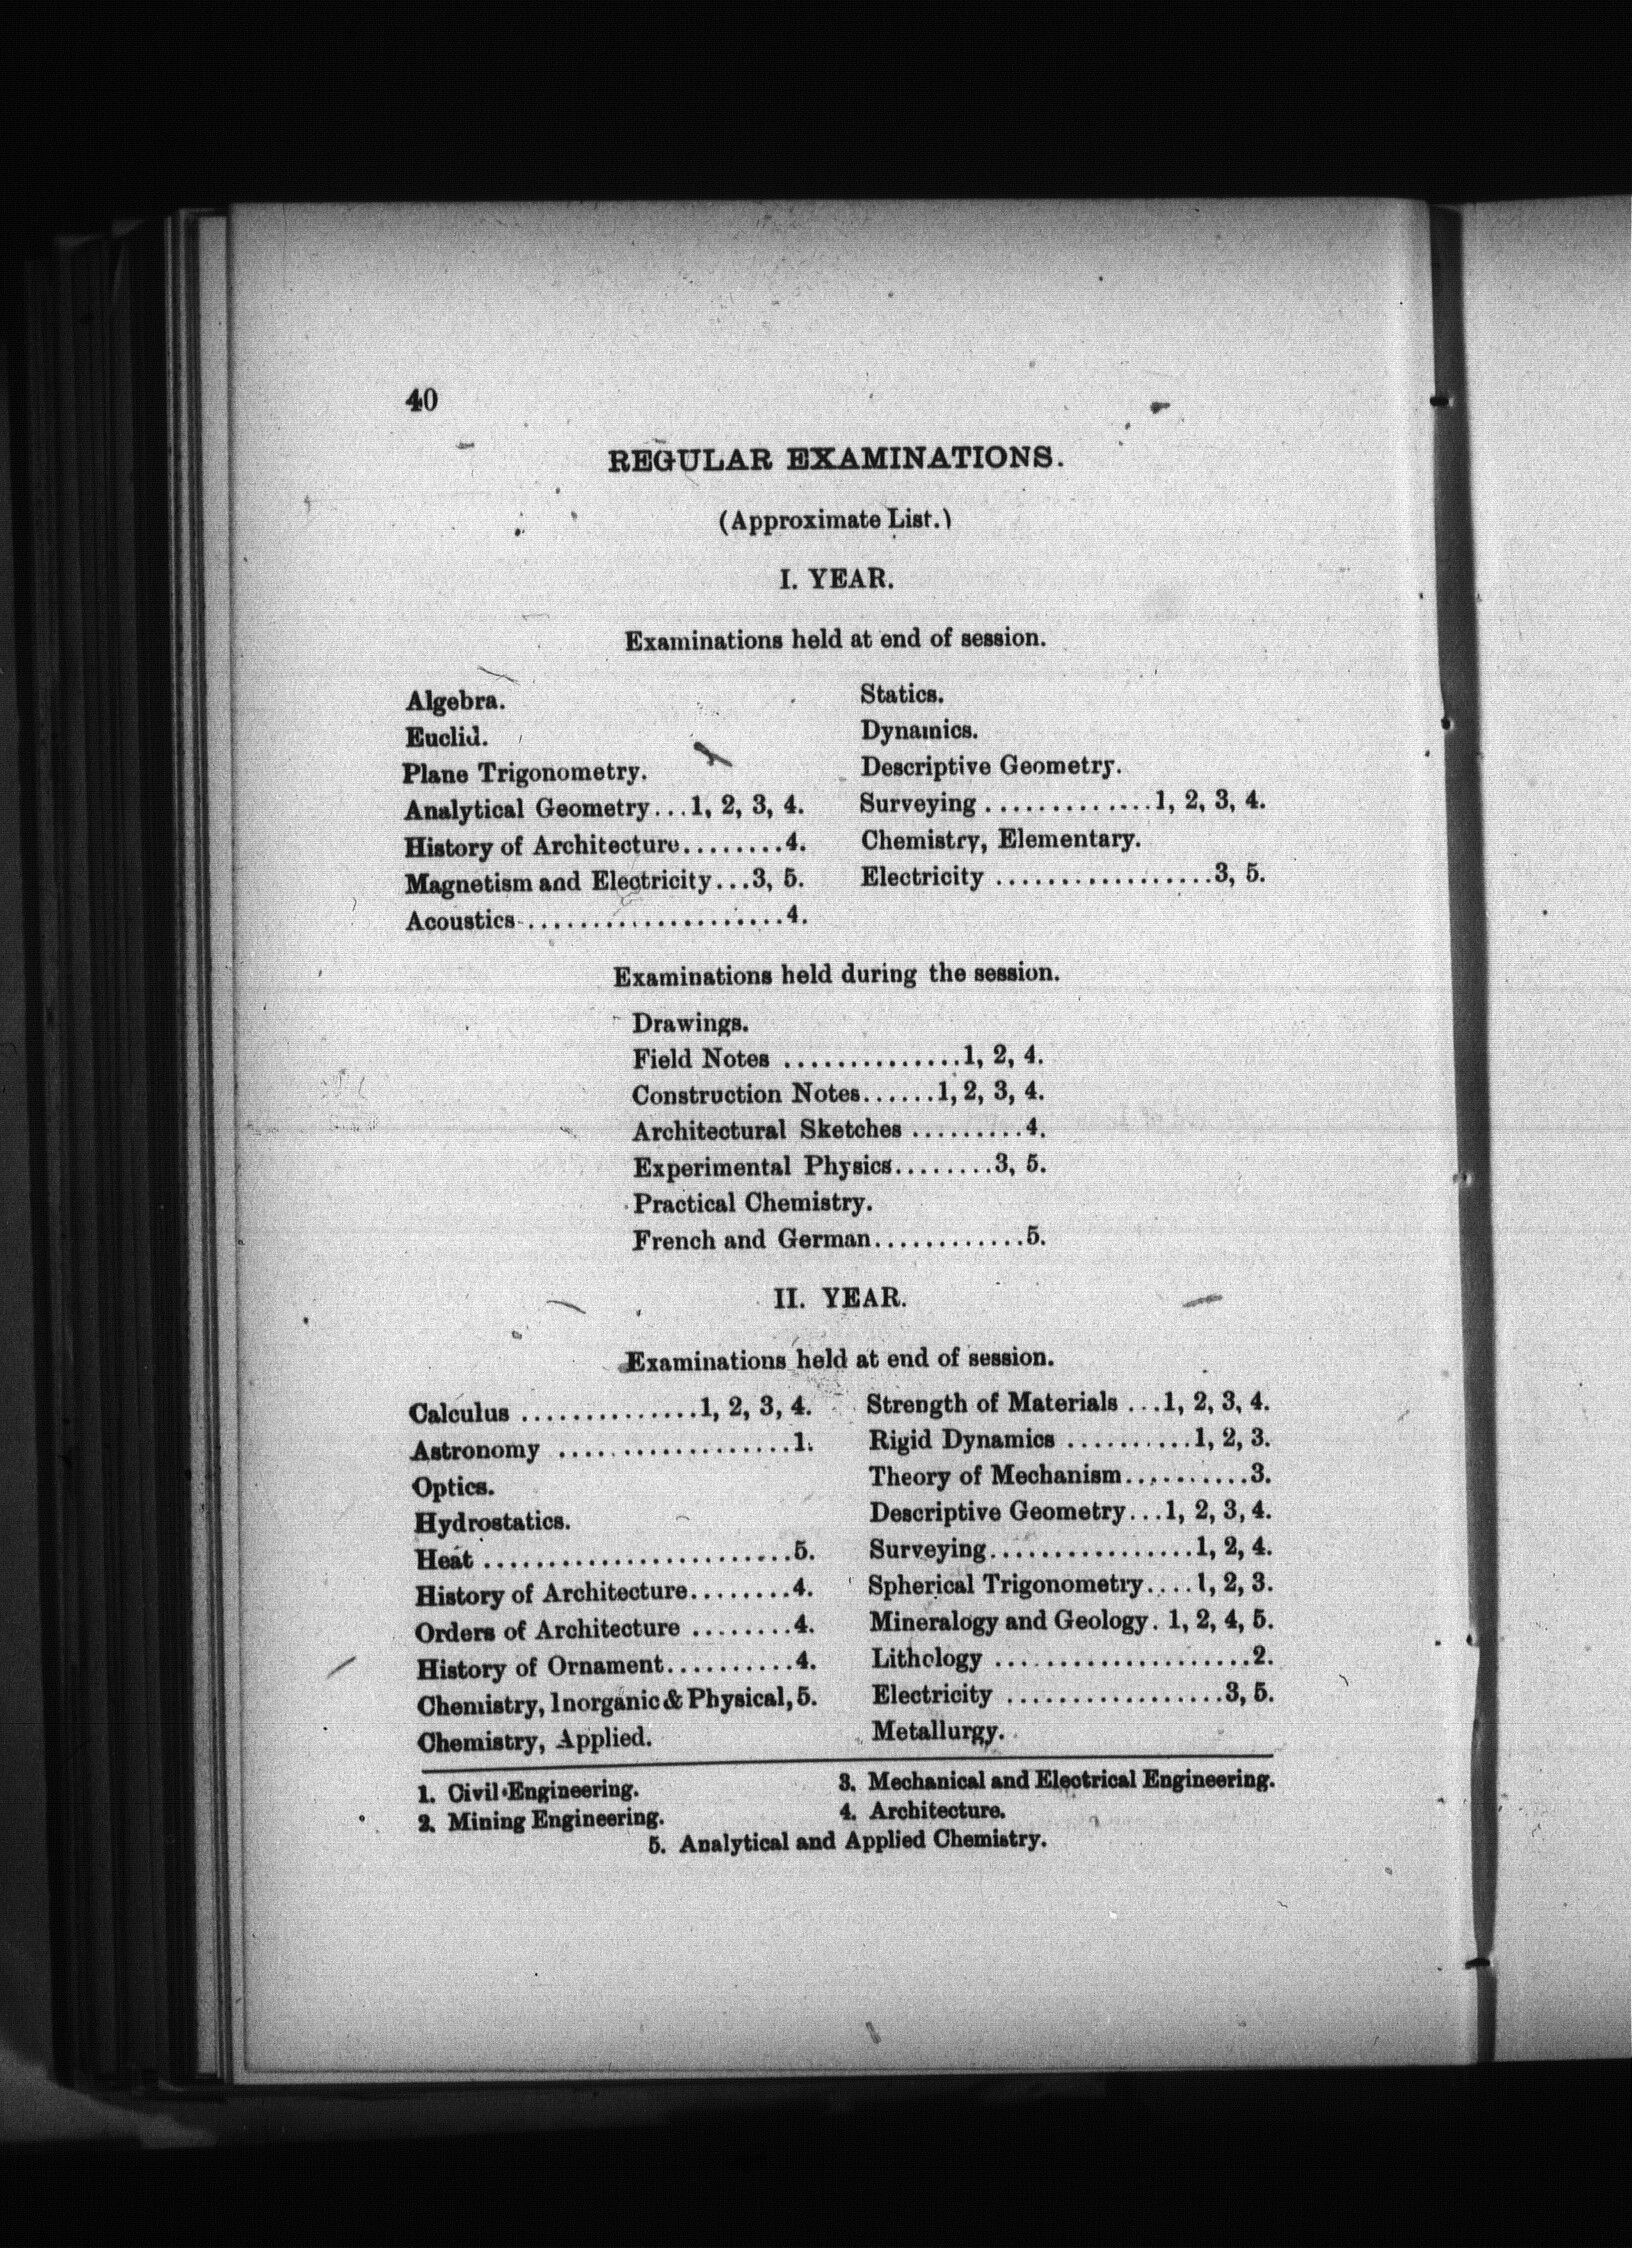 40
REGULAR EXAMINATIONS.
(Approximate List.)
I. YEAR.
Examinations held at end of session.
Algebra.
Euclid.
Plane Trigonometry.
Analytical Geometry...1, 2, 3, 4.
History of Architecture........4.
Magnetism and Electricity...3, 5.
Acoustics....................4.
Statics.
Dynamics.
Descriptive Geometry.
Surveying .............1, 2, 3, 4.
Chemistry, Elementary.
Electricity .................3, 5.
Examinations held during the session.
Drawings.
Field Notes ..............1, 2, 4.
Construction Notes......1, 2, 3, 4.
Architectural Sketches .........4.
Experimental Physics........3, 5.
Practical Chemistry.
French and German............5.
II. YEAR.
Examinations held at end of session.
Calculus ..............1, 2, 3, 4.
Astronomy ..................1.
Optics.
Hydrostatics.
Heat ........................5.
History of Architecture........4.
Orders of Architecture ........4.
History of Ornament..........4.
Chemistry, Inorganic & Physical, 5.
Chemistry, Applied.
Strength of Materials ...1, 2, 3, 4.
Rigid Dynamics ..........1, 2, 3.
Theory of Mechanism..........3.
Descriptive Geometry...1, 2, 3, 4.
Surveying................1, 2, 4.
Spherical Trigonometry....1, 2, 3.
Mineralogy and Geology. 1, 2, 4, 5.
Lithology ....................2.
Electricity .................3, 5.
Metallurgy.
1. Civil Engineering.
2. Mining Engineering.
3. Mechanical and Electrical Engineering.
4. Architecture.
5. Analytical and Applied Chemistry.